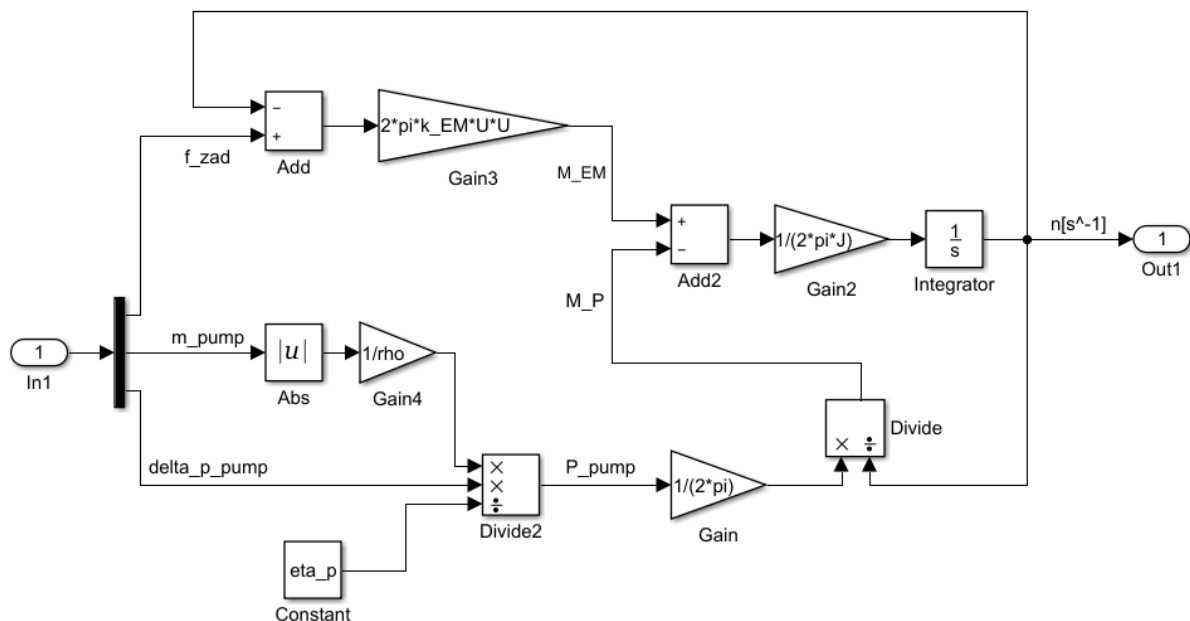 −
+
Add
f_zad
2*pi*k_EM*U*U
Gain3
M_EM
+
−
Add2
1/(2*pi*J)
Gain2
1
s
Integrator
n[s^-1]
1
Out1
M_P
1
In1
m_pump
|u|
Abs
1/rho
Gain4
× ÷
Divide
delta_p_pump
×
×
÷
Divide2
P_pump
1/(2*pi)
Gain
eta_p
Constant